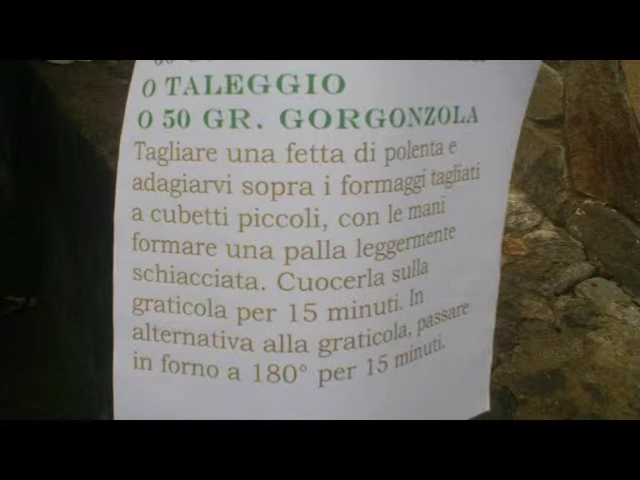 O TALEGGIO
O 50 GR. GORGONZOLA
Tagliare una fetta di polenta e
adagiarvi sopra i formaggi tagliati
a cubetti piccoli, con le mani
formare una palla leggermente
schiacciata. Cuocerla sulla
graticola per 15 minuti. In
alternativa alla graticola, passare
in forno a 180° per 15 minuti.